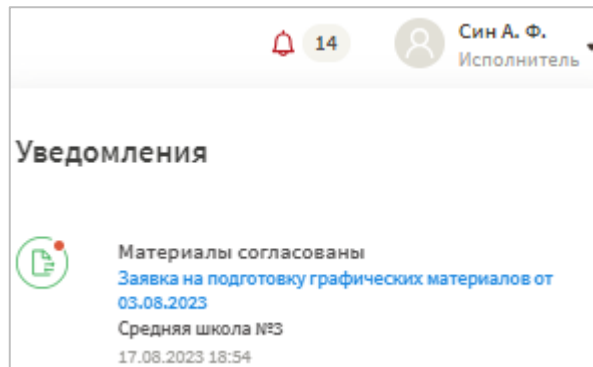 14
Син А. Ф.
Исполнитель
Уведомления
Материалы согласованы
Заявка на подготовку графических материалов от
03.08.2023
Средняя школа №3
17.08.2023 18:54